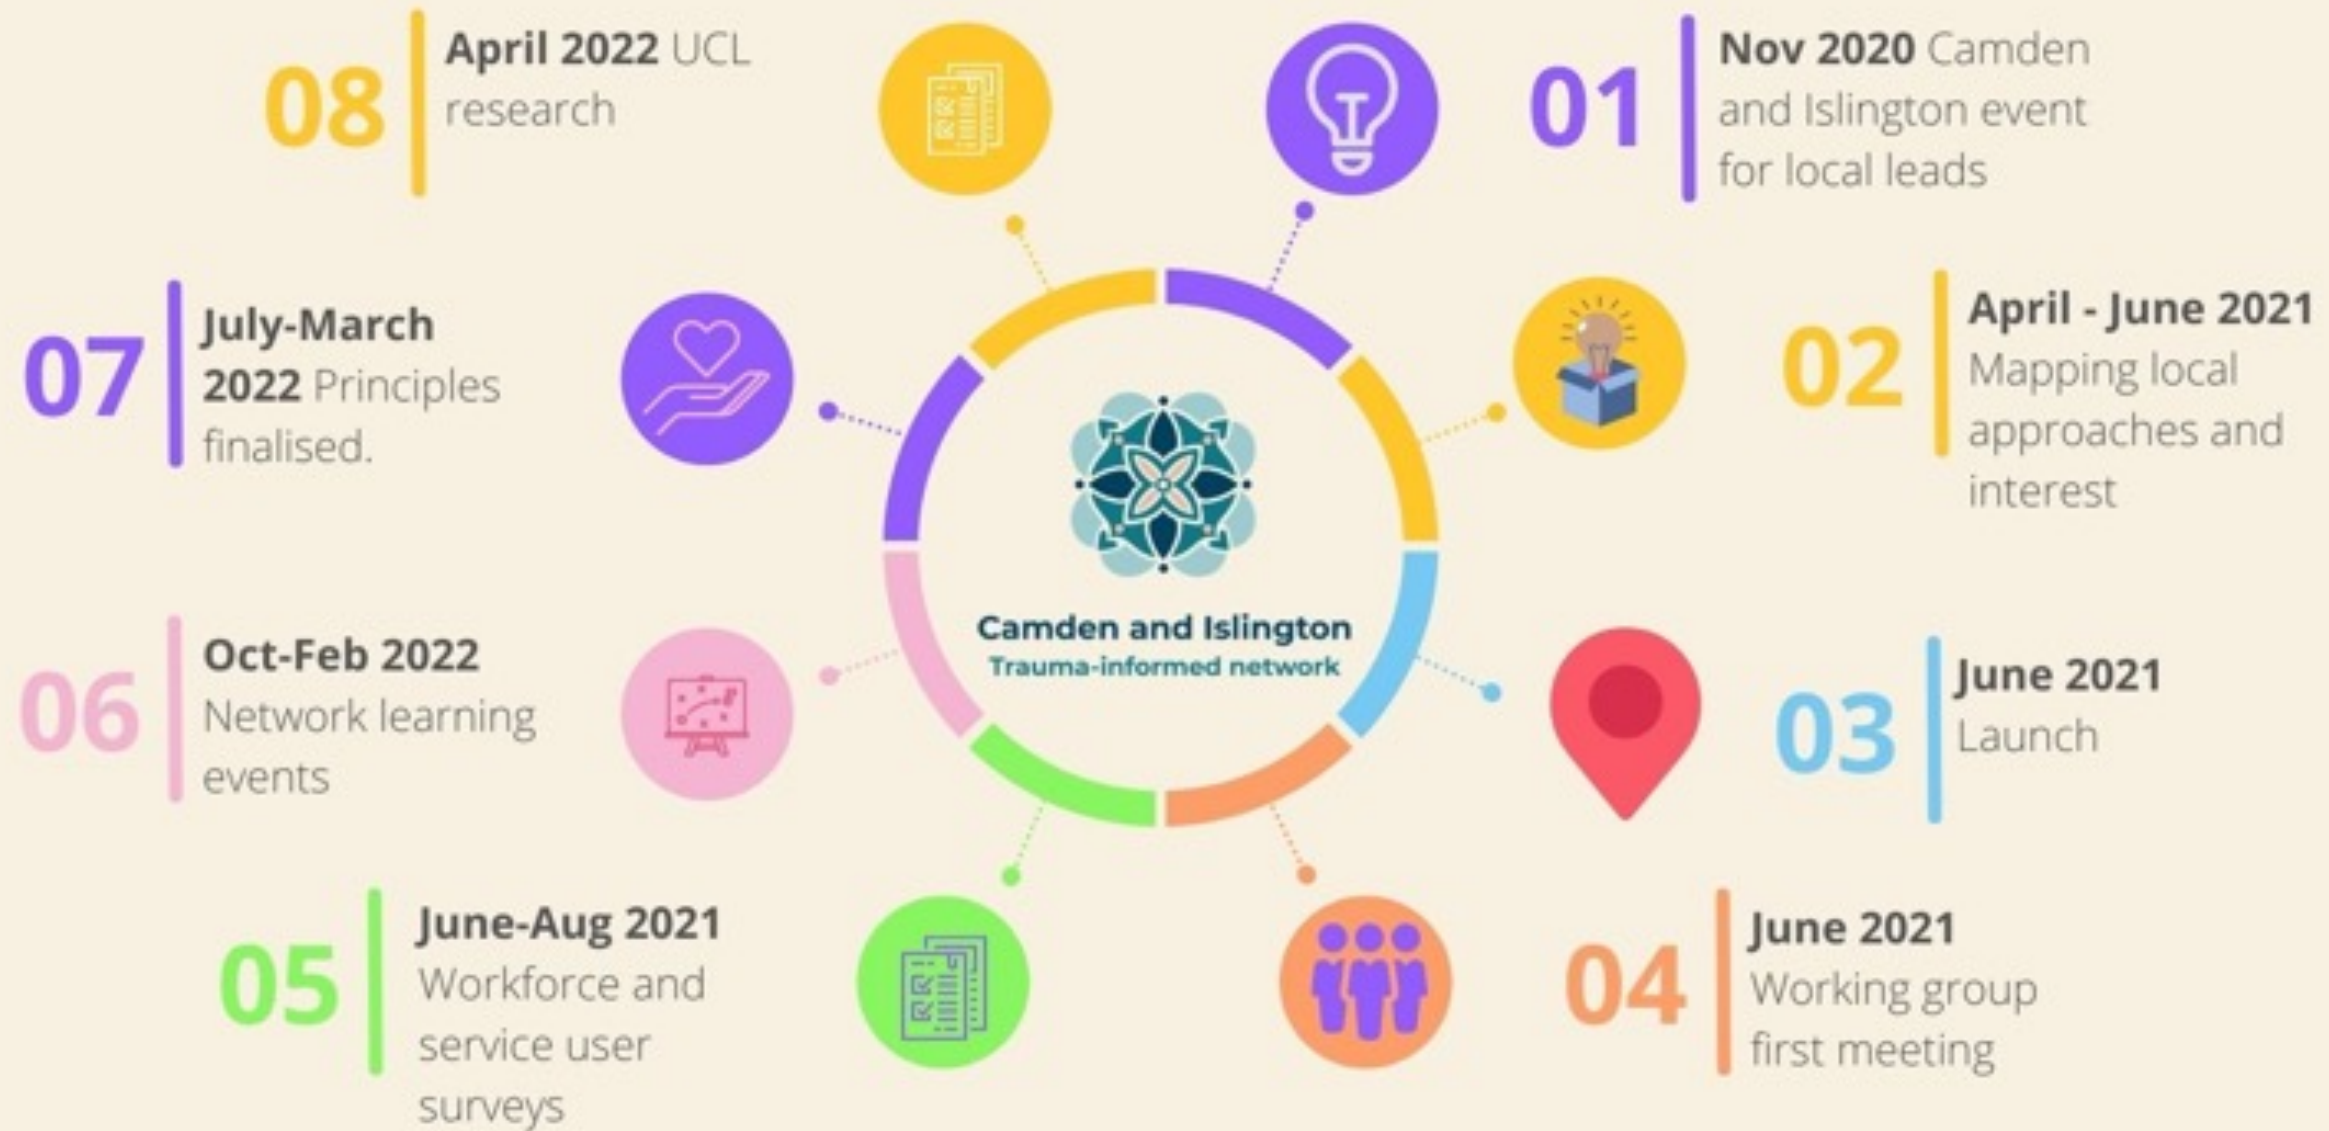 01
Nov 2020 Camden
and Islington event
for local leads
02
April - June 2021
Mapping local
approaches and
interest
03
June 2021
Launch
04
June 2021
Working group
first meeting
05
June-Aug 2021
Workforce and
service user
surveys
06
Oct-Feb 2022
Network learning
events
07
July-March
2022 Principles
finalised.
08
April 2022 UCL
research
Camden and Islington
Trauma-informed network